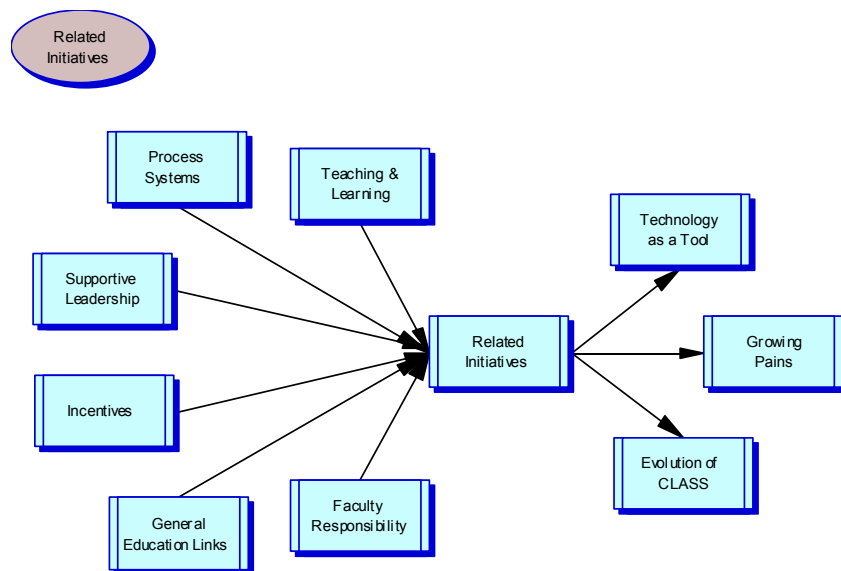 Related
Initiatives
Process
Systems
Teaching &
Learning
Technology
as a Tool
Supportive
Leadership
Related
Initiatives
Growing
Pains
Incentives
Evolution of
CLASS
General
Education Links
Faculty
Responsibility